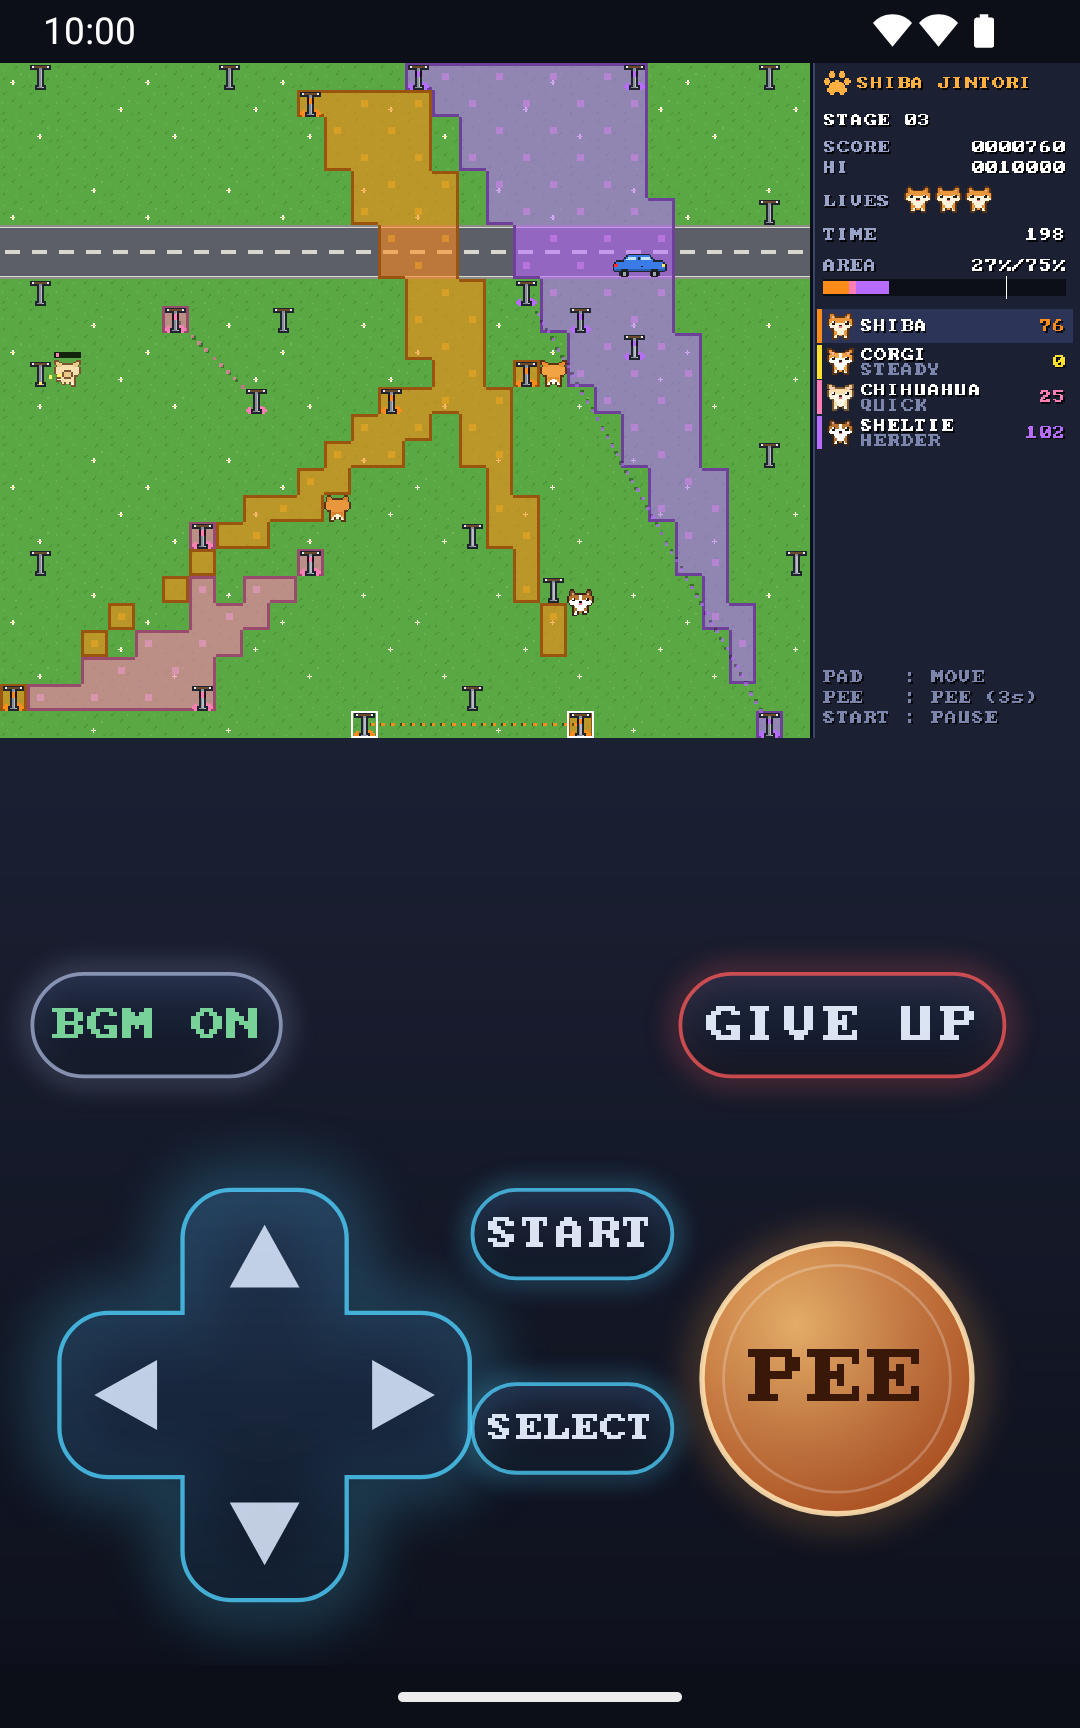 10:00
SHIBA JINTORI
STAGE 03
SCORE 0000760
HI 0010000
LIVES
TIME 198
AREA 27%/75%
SHIBA 76
CORGI 0
STEADY
CHIHUAHUA 25
QUICK
SHELTIE 102
HERDER
PAD : MOVE
PEE : PEE (3s)
START : PAUSE
BGM ON
GIVE UP
START
SELECT
PEE